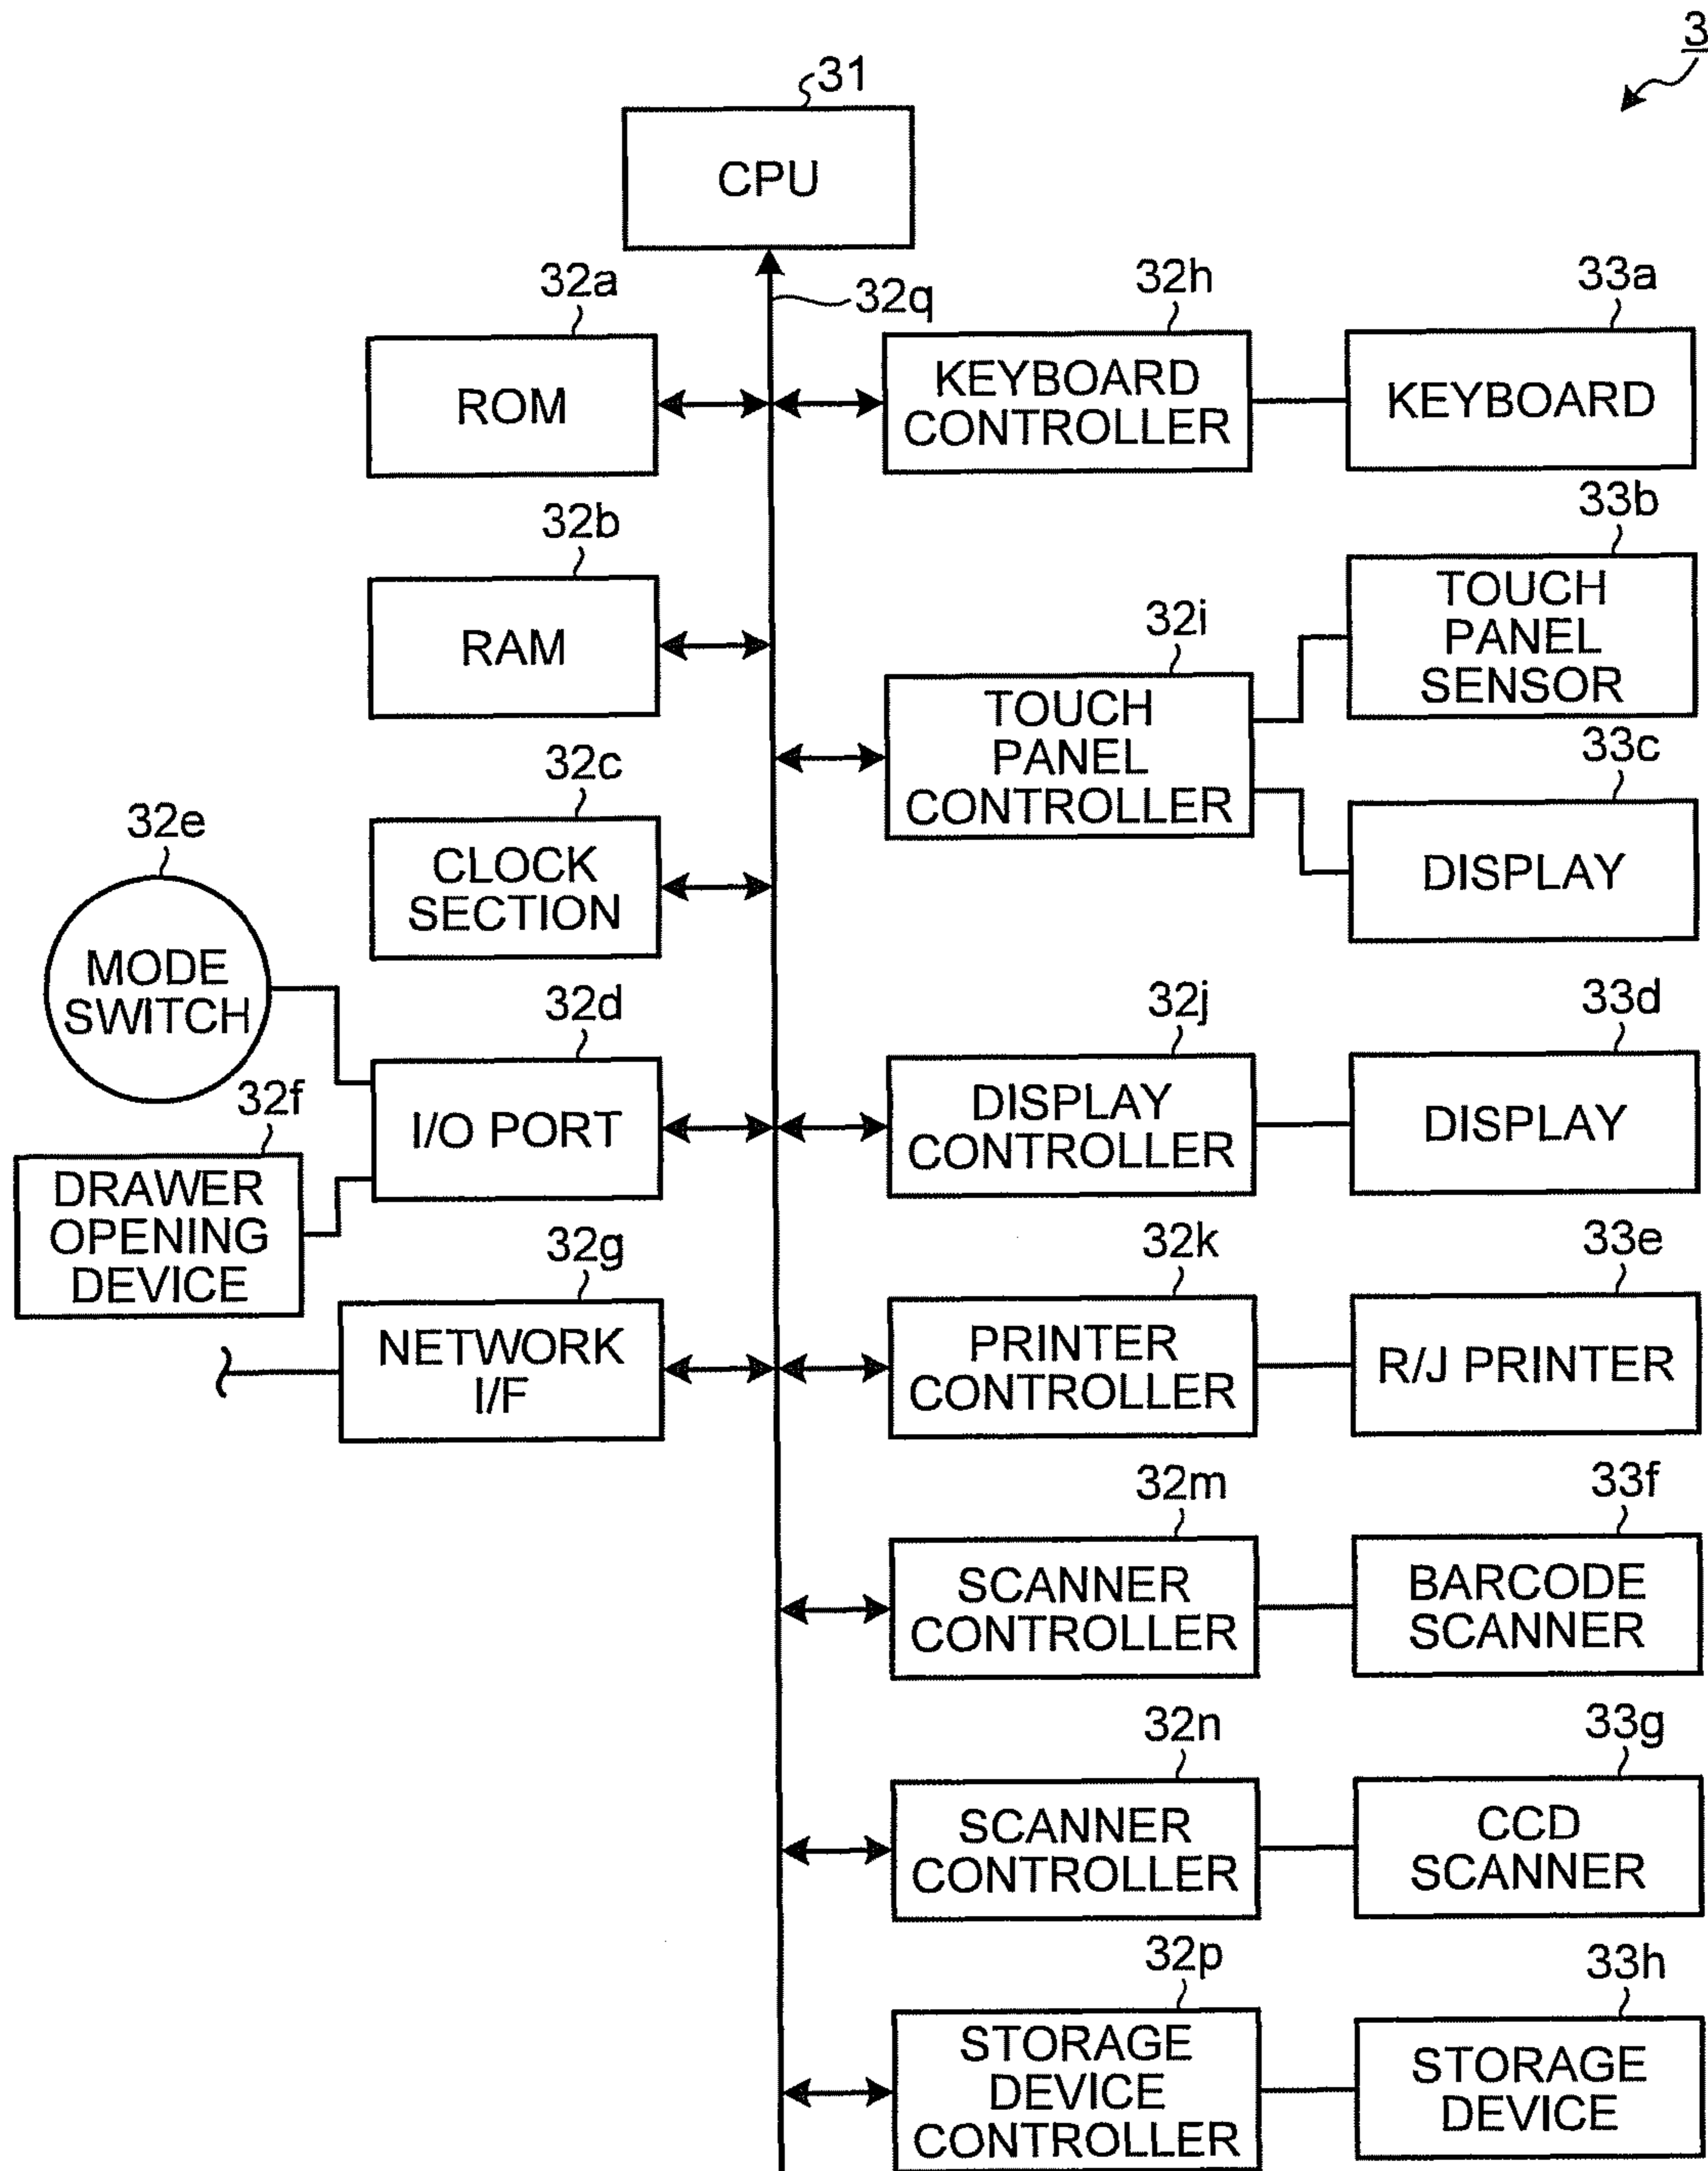 3
31
CPU
32q
32a
ROM
32h
KEYBOARD
CONTROLLER
33a
KEYBOARD
32b
RAM
33b
TOUCH
PANEL
SENSOR
32i
TOUCH
PANEL
CONTROLLER
33c
DISPLAY
32c
CLOCK
SECTION
32e
MODE
SWITCH
32d
I/O PORT
32j
DISPLAY
CONTROLLER
33d
DISPLAY
32f
DRAWER
OPENING
DEVICE
32g
NETWORK
I/F
32k
PRINTER
CONTROLLER
33e
R/J PRINTER
32m
SCANNER
CONTROLLER
33f
BARCODE
SCANNER
32n
SCANNER
CONTROLLER
33g
CCD
SCANNER
32p
STORAGE
DEVICE
CONTROLLER
33h
STORAGE
DEVICE